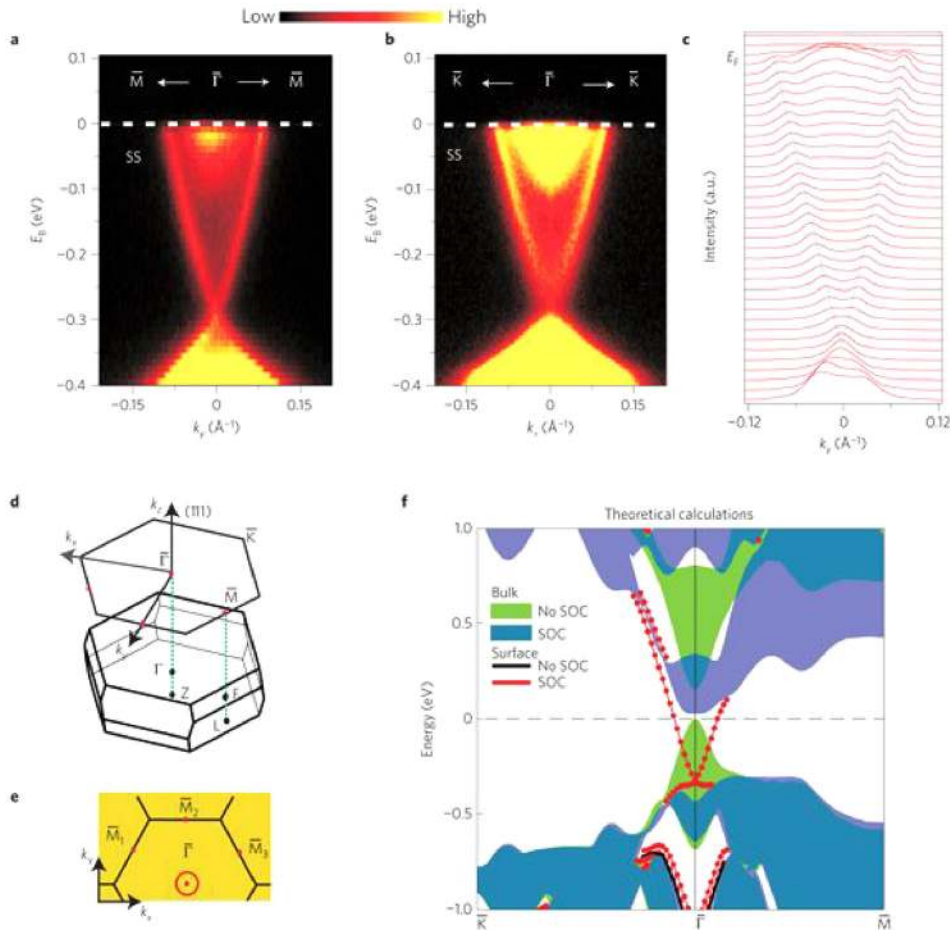 Low High
a
0.1
M̅ ← Γ̅ → M̅
0
SS
−0.1
−0.2
−0.3
−0.4
E_B (eV)
−0.15 0 0.15
k_y (Å⁻¹)
b
0.1
K̅ ← Γ̅ → K̅
0
SS
−0.1
−0.2
−0.3
−0.4
E_B (eV)
−0.15 0 0.15
k_x (Å⁻¹)
c
E_F
Intensity (a.u.)
−0.12 0 0.12
k_y (Å⁻¹)
d
k_z (111)
k_x
K̅
Γ̅
M̅
k_y
Γ
Z
F
L
e
M̅₂
M̅₁
Γ̅
M̅₃
k_y
k_x
f
Theoretical calculations
1.0
0.5
0
−0.5
−1.0
Energy (eV)
Bulk
No SOC
SOC
Surface
No SOC
SOC
K̅ Γ̅ M̅